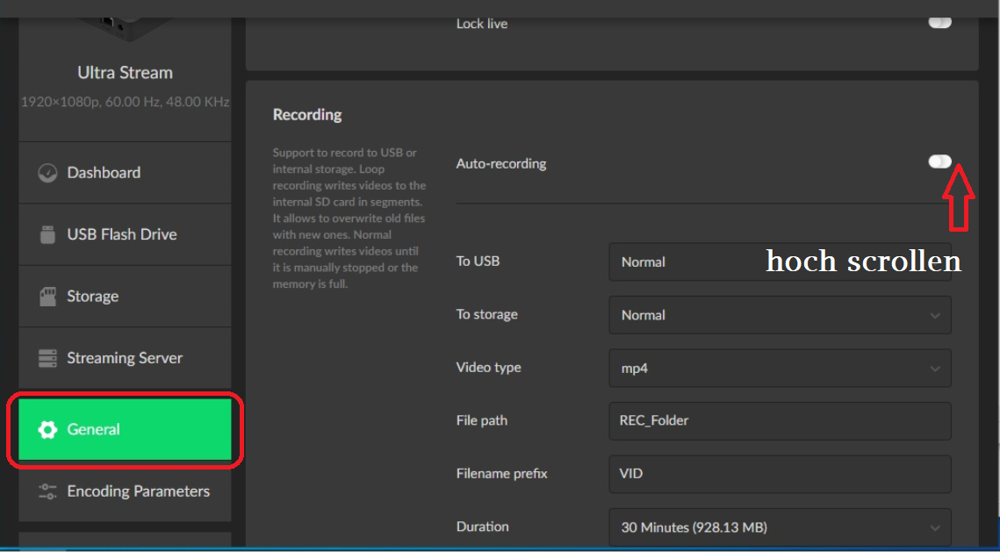 Lock live
Ultra Stream
1920×1080p, 60.00 Hz, 48.00 KHz
Dashboard
USB Flash Drive
Storage
Streaming Server
General
Encoding Parameters
Recording
Support to record to USB or
internal storage. Loop
recording writes videos to the
internal SD card in segments.
It allows to overwrite old files
with new ones. Normal
recording writes videos until
it is manually stopped or the
memory is full.
Auto-recording
To USB
Normal
hoch scrollen
To storage
Normal
Video type
mp4
File path
REC_Folder
Filename prefix
VID
Duration
30 Minutes (928.13 MB)